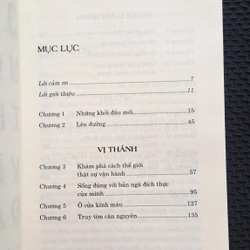 MỤC LỤC
Lời cảm ơn 7
Lời giới thiệu 11
Chương 1 Những khởi đầu mới 15
Chương 2 Lên đường 45
VỊ THÁNH
Chương 3 Khám phá cách thế giới
thật sự vận hành 57
Chương 4 Sống đúng với bản ngã đích thực
của mình 95
Chương 5 Ô cửa kính màu 127
Chương 6 Truy tìm căn nguyên 135